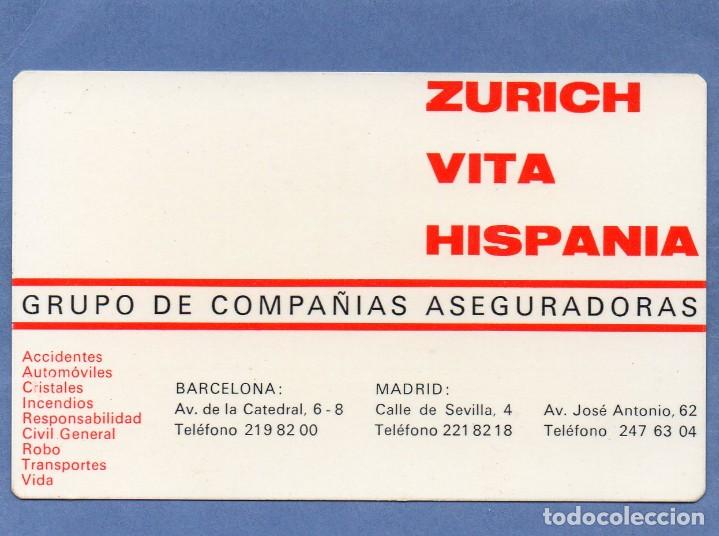 ZURICH
VITA
HISPANIA
GRUPO DE COMPAÑIAS ASEGURADORAS
Accidentes
Automóviles
Cristales
Incendios
Responsabilidad
Civil General
Robo
Transportes
Vida
BARCELONA:
Av. de la Catedral, 6-8
Teléfono 219 82 00
MADRID:
Calle de Sevilla, 4
Teléfono 221 82 18
Av. José Antonio, 62
Teléfono 247 63 04
todocoleccion